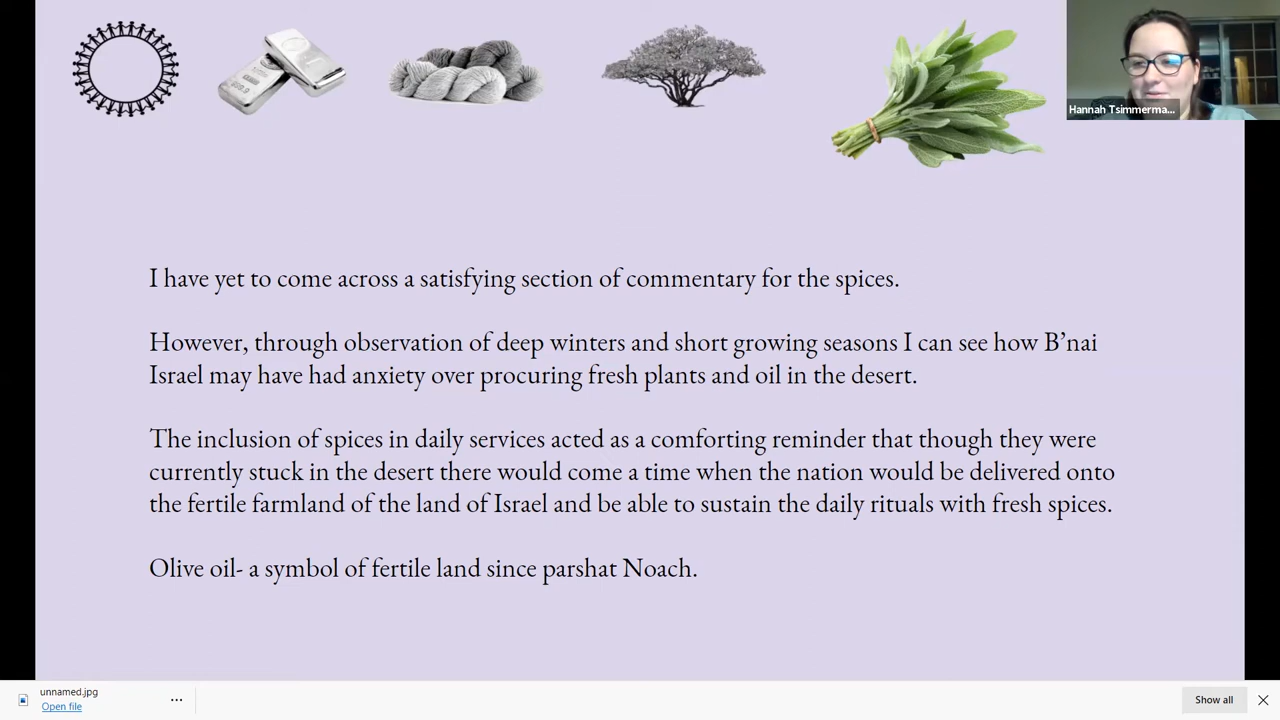 Hannah Tsimmerma...
I have yet to come across a satisfying section of commentary for the spices.
However, through observation of deep winters and short growing seasons I can see how B’nai
Israel may have had anxiety over procuring fresh plants and oil in the desert.
The inclusion of spices in daily services acted as a comforting reminder that though they were
currently stuck in the desert there would come a time when the nation would be delivered onto
the fertile farmland of the land of Israel and be able to sustain the daily rituals with fresh spices.
Olive oil- a symbol of fertile land since parshat Noach.
unnamed.jpg
Open file
Show all